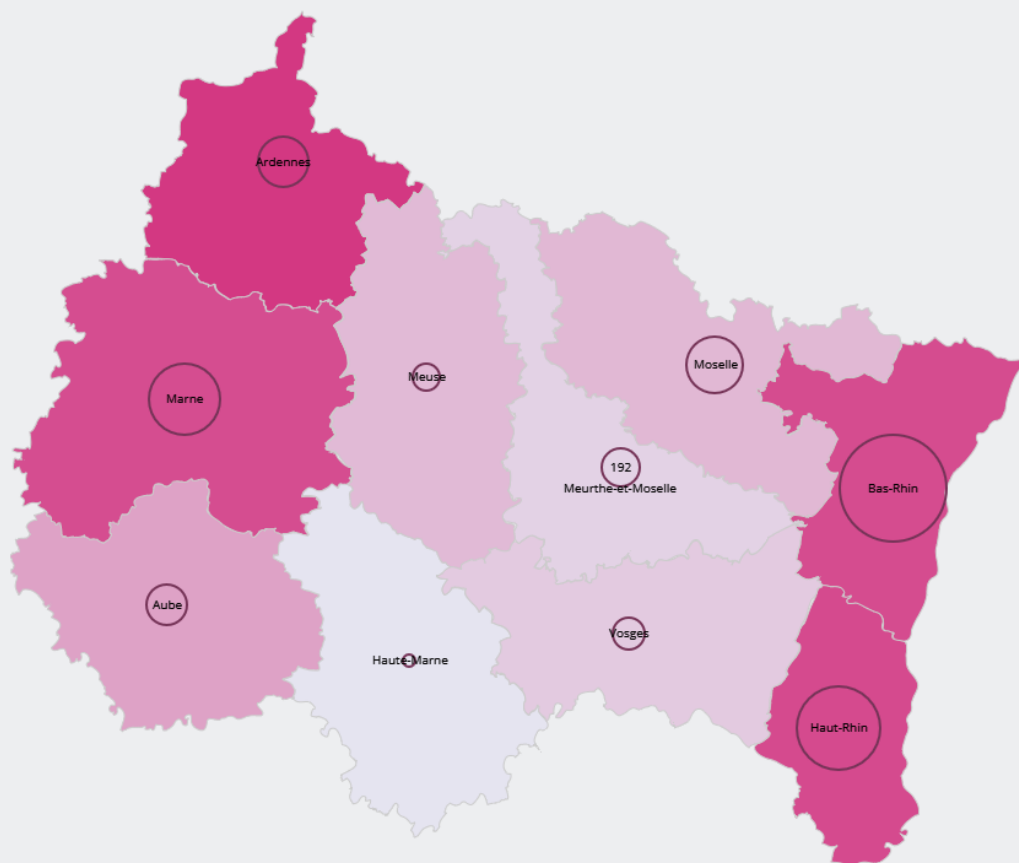 Ardennes
Moselle
Meuse
Marne
192
Meurthe-et-Moselle
Bas-Rhin
Aube
Vosges
Haute-Marne
Haut-Rhin